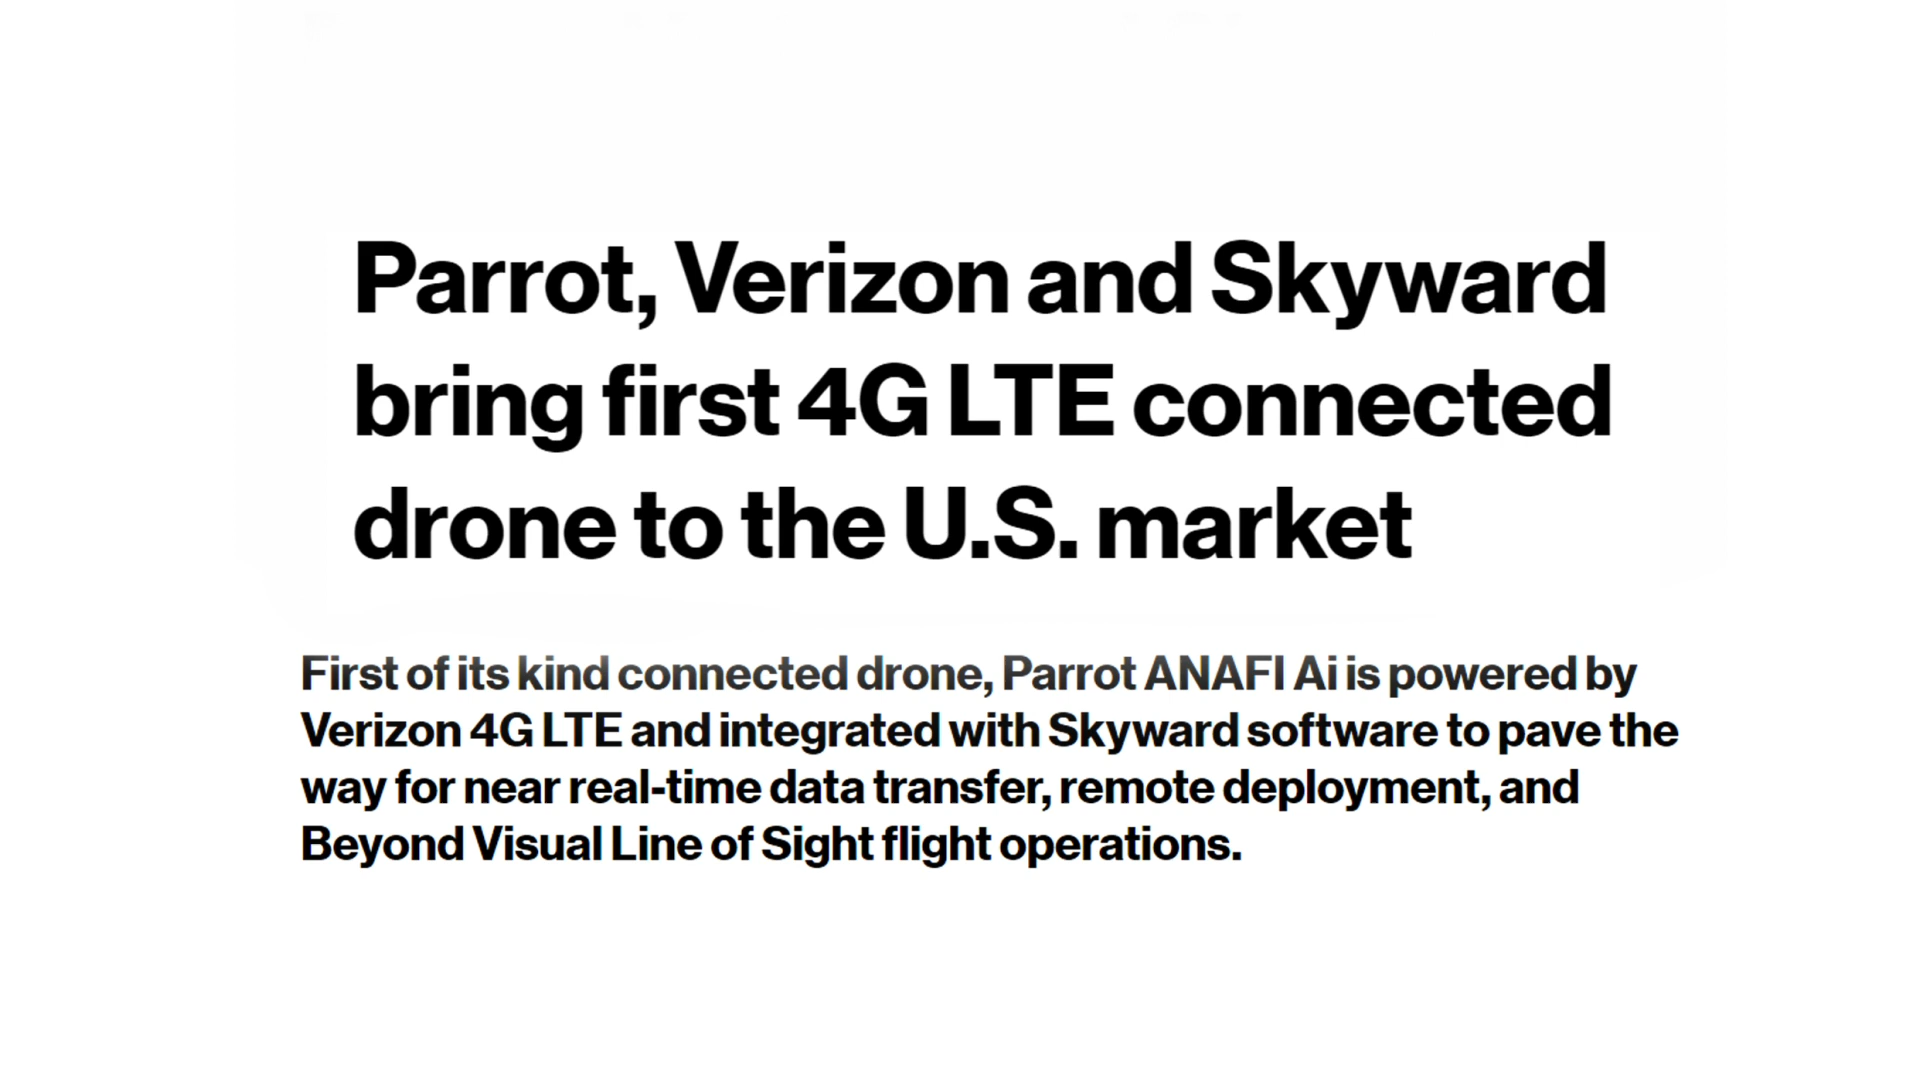 Parrot, Verizon and Skyward
bring first 4G LTE connected
drone to the U.S. market
First of its kind connected drone, Parrot ANAFI Ai is powered by
Verizon 4G LTE and integrated with Skyward software to pave the
way for near real-time data transfer, remote deployment, and
Beyond Visual Line of Sight flight operations.